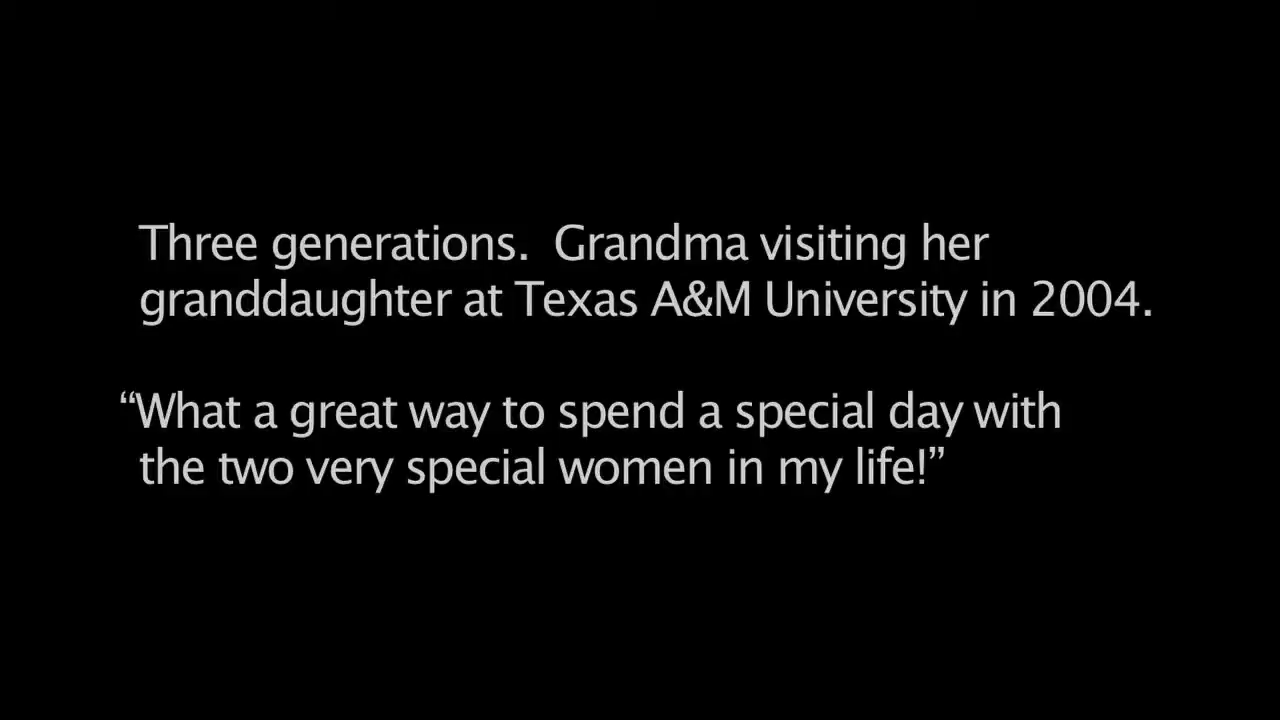 Three generations.  Grandma visiting her
granddaughter at Texas A&M University in 2004.
“What a great way to spend a special day with
the two very special women in my life!”